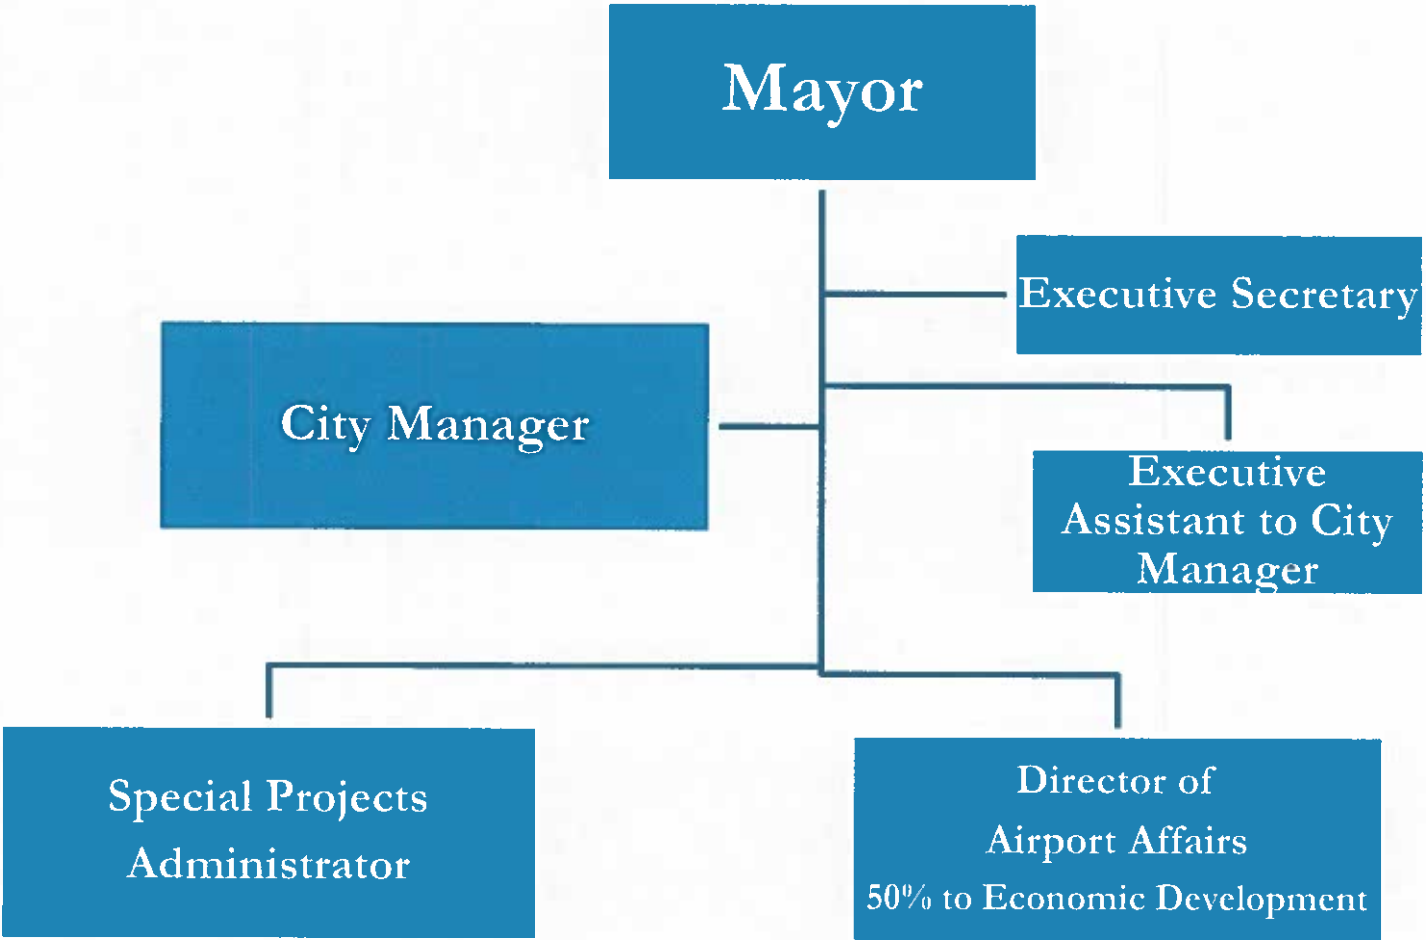 Mayor
Executive Secretary
City Manager
Executive
Assistant to City
Manager
Special Projects
Administrator
Director of
Airport Affairs
50% to Economic Development